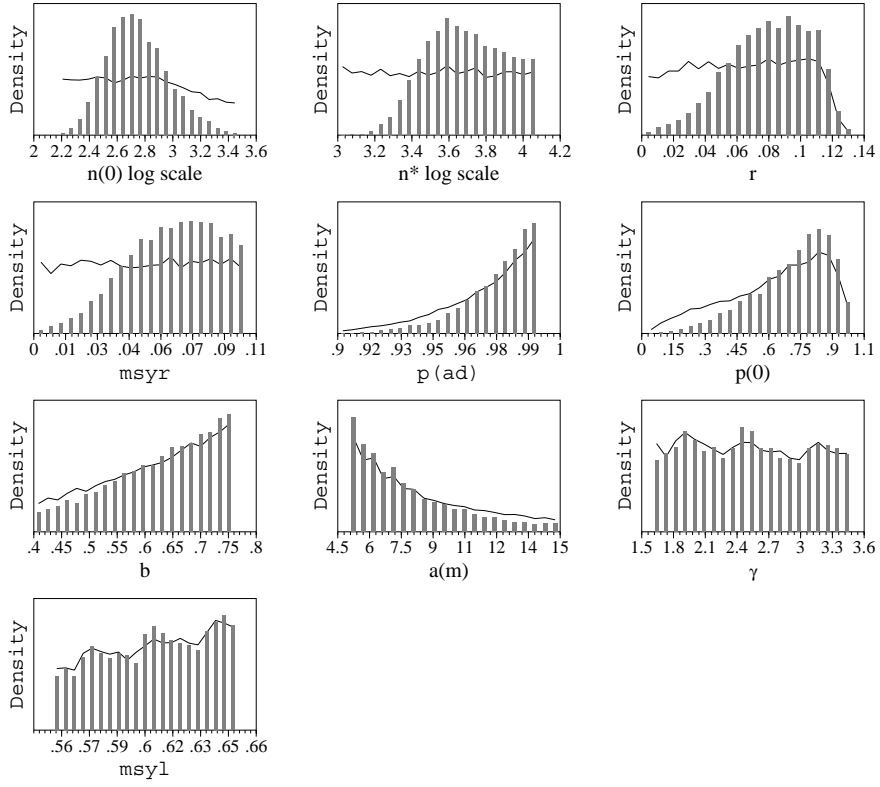 Density
2 2.2 2.4 2.6 2.8 3 3.2 3.4 3.6
n(0) log scale
Density
3 3.2 3.4 3.6 3.8 4 4.2
n* log scale
Density
0 .02 .04 .06 .08 .1 .12 .14
r
Density
0 .01 .03 .04 .06 .07 .09 .11
msyr
Density
.9 .92 .93 .95 .96 .98 .99 1
p(ad)
Density
0 .15 .3 .45 .6 .75 .9 1.1
p(0)
Density
.4 .45 .5 .55 .6 .65 .7 .75 .8
b
Density
4.5 6 7.5 9 11 12 14 15
a(m)
Density
1.5 1.8 2.1 2.4 2.7 3 3.3 3.6
γ
Density
.56 .57 .59 .6 .62 .63 .65 .66
msyl